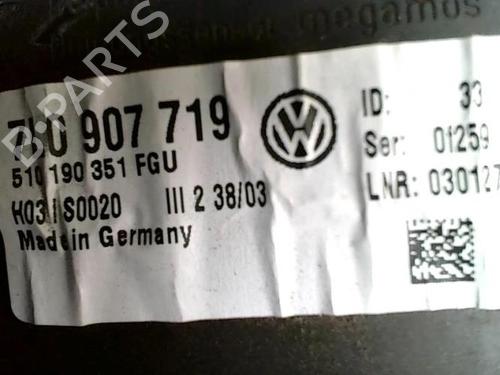 megamos
B-PARTS
7L0 907 719
510 190 351 FGU
H03 S0020 III 2 38/03
Made in Germany
ID: 33
Ser: 01259
LNR: 030127